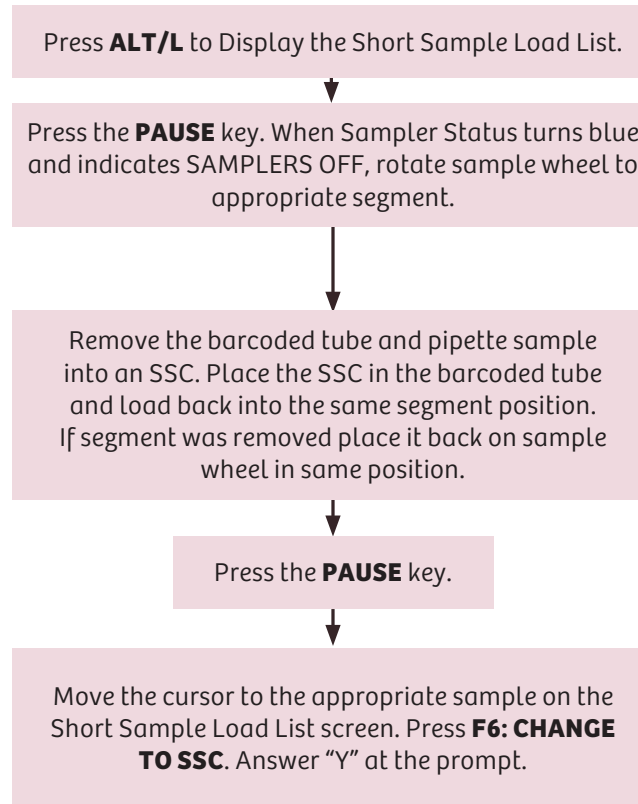 Press ALT/L to Display the Short Sample Load List.
Press the PAUSE key. When Sampler Status turns blue
and indicates SAMPLERS OFF, rotate sample wheel to
appropriate segment.
Remove the barcoded tube and pipette sample
into an SSC. Place the SSC in the barcoded tube
and load back into the same segment position.
If segment was removed place it back on sample
wheel in same position.
Press the PAUSE key.
Move the cursor to the appropriate sample on the
Short Sample Load List screen. Press F6: CHANGE
TO SSC. Answer “Y” at the prompt.